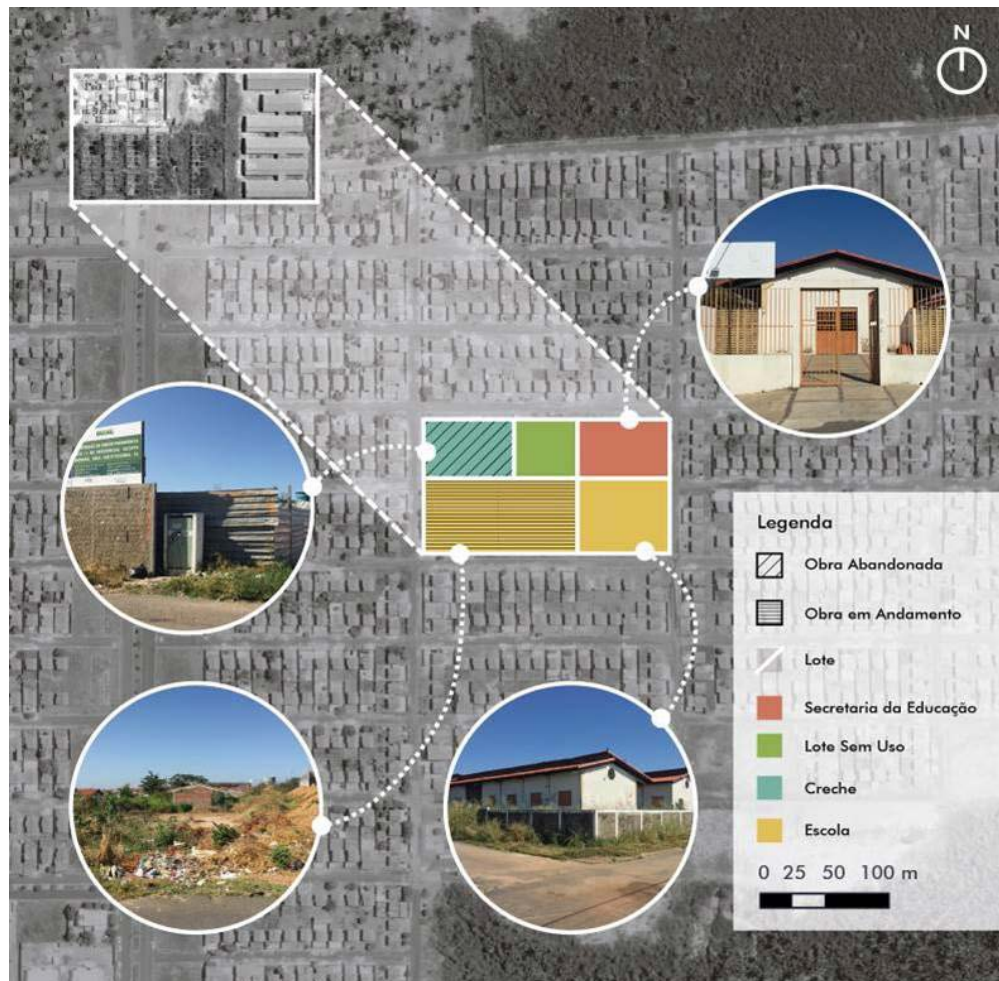 N
Legenda
Obra Abandonada
Obra em Andamento
Lote
Secretaria da Educação
Lote Sem Uso
Creche
Escola
0 25 50 100 m